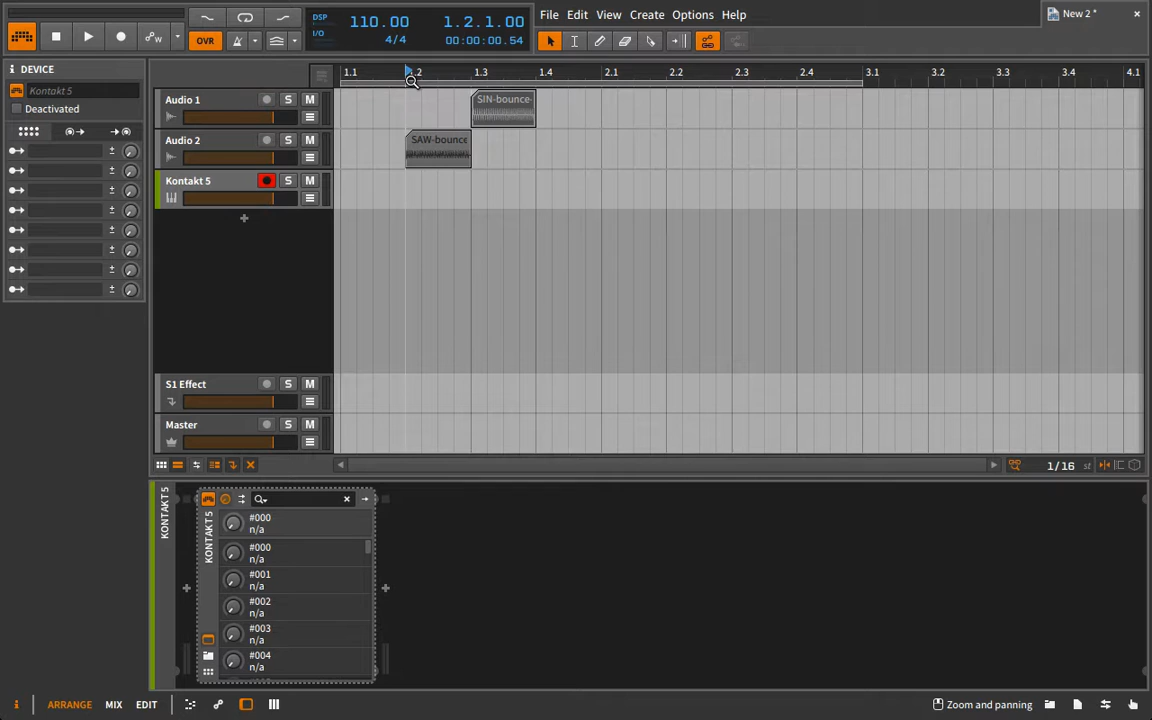 DSP
I/O
110.00
4/4
1.2.1.00
00:00:00.54
File Edit View Create Options Help
New 2 *
OVR
DEVICE
Kontakt 5
Deactivated
1.1 .2 1.3 1.4 2.1 2.2 2.3 2.4 3.1 3.2 3.3 3.4 4.1
Audio 1 S M
SIN-bounce-
Audio 2 S M
SAW-bounce
Kontakt 5 S M
S1 Effect S M
Master S M
1/16 st
KONTAKT 5
KONTAKT 5
#000
n/a
#000
n/a
#001
n/a
#002
n/a
#003
n/a
#004
n/a
i ARRANGE MIX EDIT
Zoom and panning